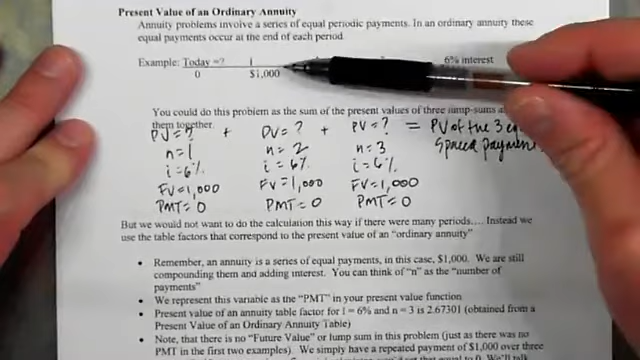 Present Value of an Ordinary Annuity
Annuity problems involve a series of equal periodic payments. In an ordinary annuity these
equal payments occur at the end of each period.
Example: Today =? 1 6% interest
0 $1,000
You could do this problem as the sum of the present values of three lump-sums
them together.
PV=? + PV=? + PV=? = PV of the 3
n=1 n=2 n=3 Spaced payments
i=6% i=6% i=6%
FV=1,000 FV=1,000 FV=1,000
PMT=0 PMT=0 PMT=0
But we would not want to do the calculation this way if there were many periods…. Instead we
use the table factors that correspond to the present value of an "ordinary annuity"
• Remember, an annuity is a series of equal payments, in this case, $1,000. We are still
compounding them and adding interest. You can think of "n" as the "number of
payments"
• We represent this variable as the "PMT" in your present value function
• Present value of an annuity table factor for i = 6% and n = 3 is 2.67301 (obtained from a
Present Value of an Ordinary Annuity Table)
• Note, that there is no "Future Value" or lump sum in this problem (just as there was no
PMT in the first two examples). We simply have a repeated payment of $1,000 over three